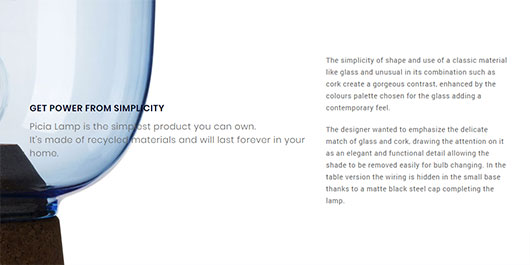 GET POWER FROM SIMPLICITY
Picia Lamp is the simplest product you can own.
It's made of recycled materials and will last forever in your
home.
The simplicity of shape and use of a classic material
like glass and unusual in its combination such as
cork create a gorgeous contrast, enhanced by the
colours palette chosen for the glass adding a
contemporary feel.
The designer wanted to emphasize the delicate
match of glass and cork, drawing the attention on it
as an elegant and functional detail allowing the
shade to be removed easily for bulb changing. In the
table version the wiring is hidden in the small base
thanks to a matte black steel cap completing the
lamp.